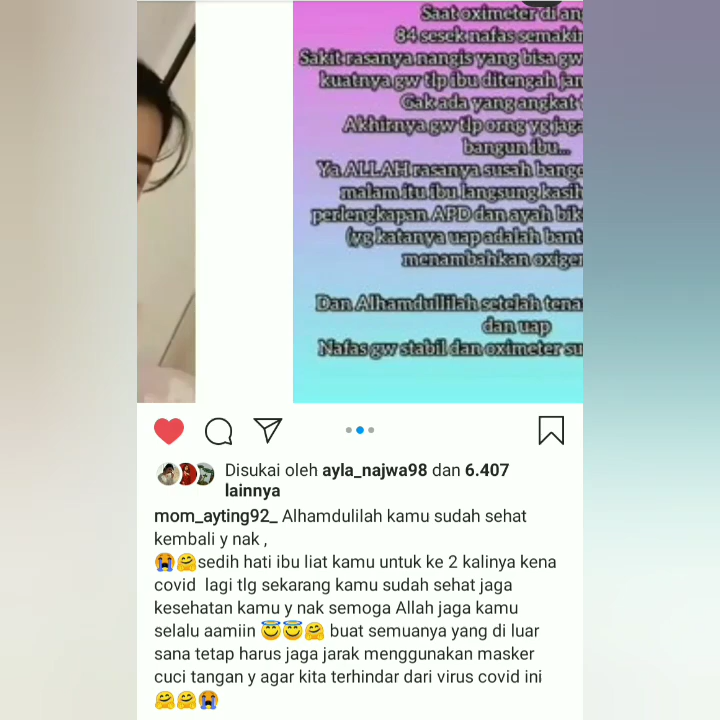 Saat oximeter di an
84 sesek nafas semakin
Sakit rasanya nangis yang bisa gw
kuatnya gw tlp ibu ditengah
Gak ada yang angkat
Akhirnya gw tlp orng yg jaga
bangun ibu...
Ya ALLAH rasanya susah
malam itu ibu langsung kasih
perlengkapan APD dan ayah
(yg katanya uap adalah
menambahkan
Dan Alhamdullilah setelah
dan uap
Nafas gw stabil dan oximeter su
Disukai oleh ayla_najwa98 dan 6.407
lainnya
mom_ayting92_ Alhamdulilah kamu sudah sehat
kembali y nak ,
😭🤗sedih hati ibu liat kamu untuk ke 2 kalinya kena
covid lagi tlg sekarang kamu sudah sehat jaga
kesehatan kamu y nak semoga Allah jaga kamu
selalu aamiin 😇😇🤗 buat semuanya yang di luar
sana tetap harus jaga jarak menggunakan masker
cuci tangan y agar kita terhindar dari virus covid ini
🤗🤗😭